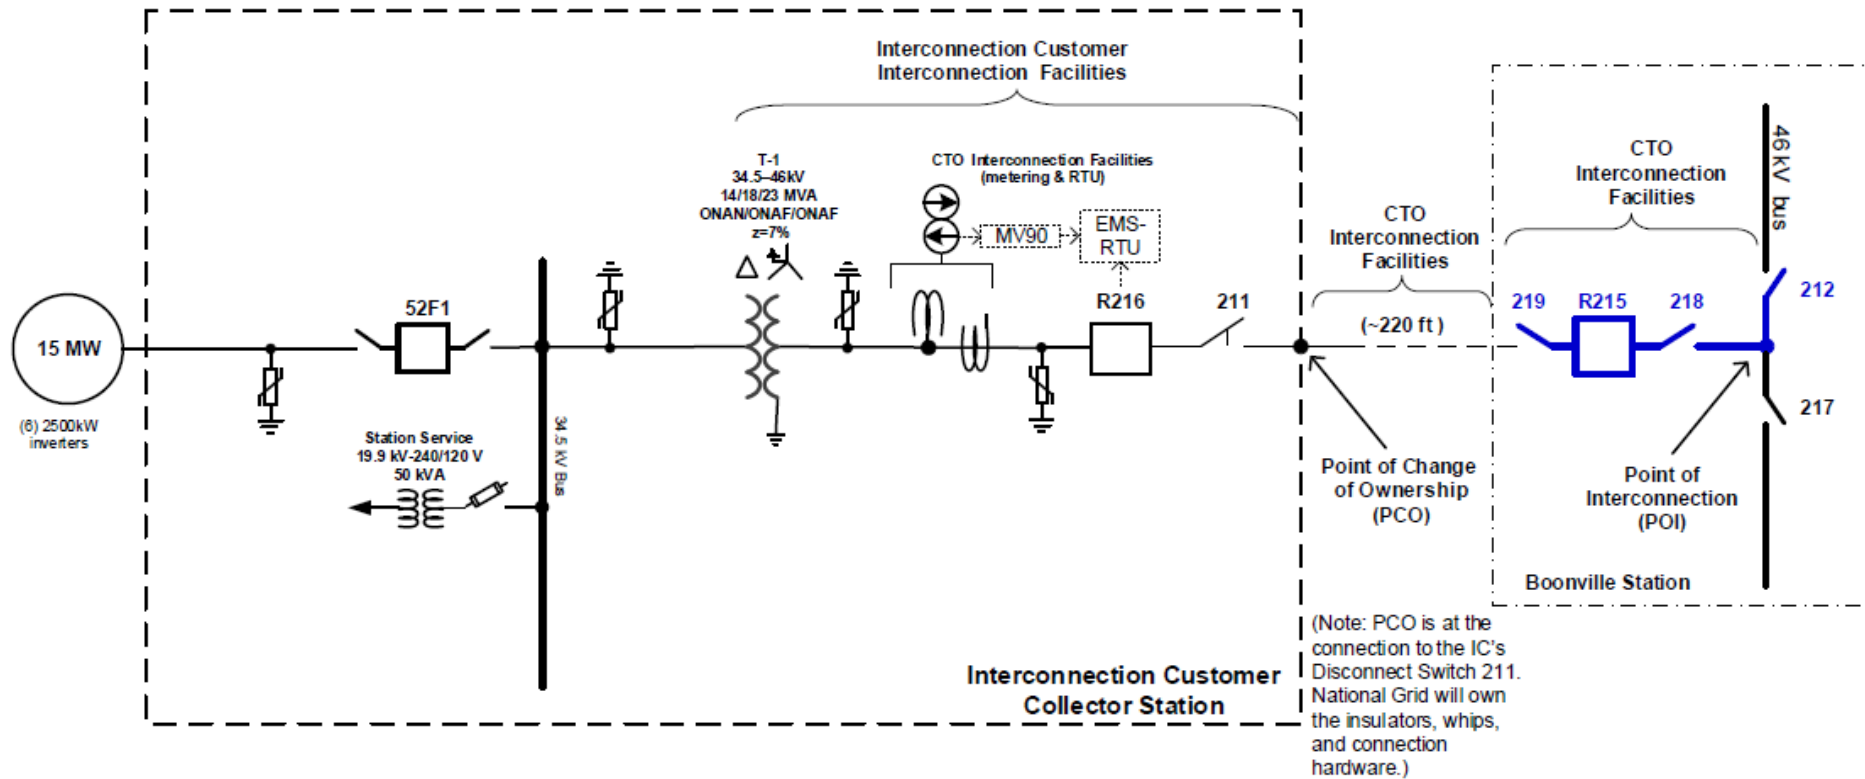 Interconnection Customer
Interconnection Facilities
T-1
34.5–46kV
14/18/23 MVA
ONAN/ONAF/ONAF
z=7%
CTO Interconnection Facilities
(metering & RTU)
MV90
EMS-
RTU
R216
211
52F1
15 MW
(6) 2500kW
inverters
Station Service
19.9 kV-240/120 V
50 kVA
34.5 kV Bus
Interconnection Customer
Collector Station
CTO
Interconnection
Facilities
(~220 ft )
CTO
Interconnection
Facilities
46 kV bus
219
R215
218
212
217
Point of Change
of Ownership
(PCO)
Point of
Interconnection
(POI)
Boonville Station
(Note: PCO is at the
connection to the IC's
Disconnect Switch 211.
National Grid will own
the insulators, whips,
and connection
hardware.)